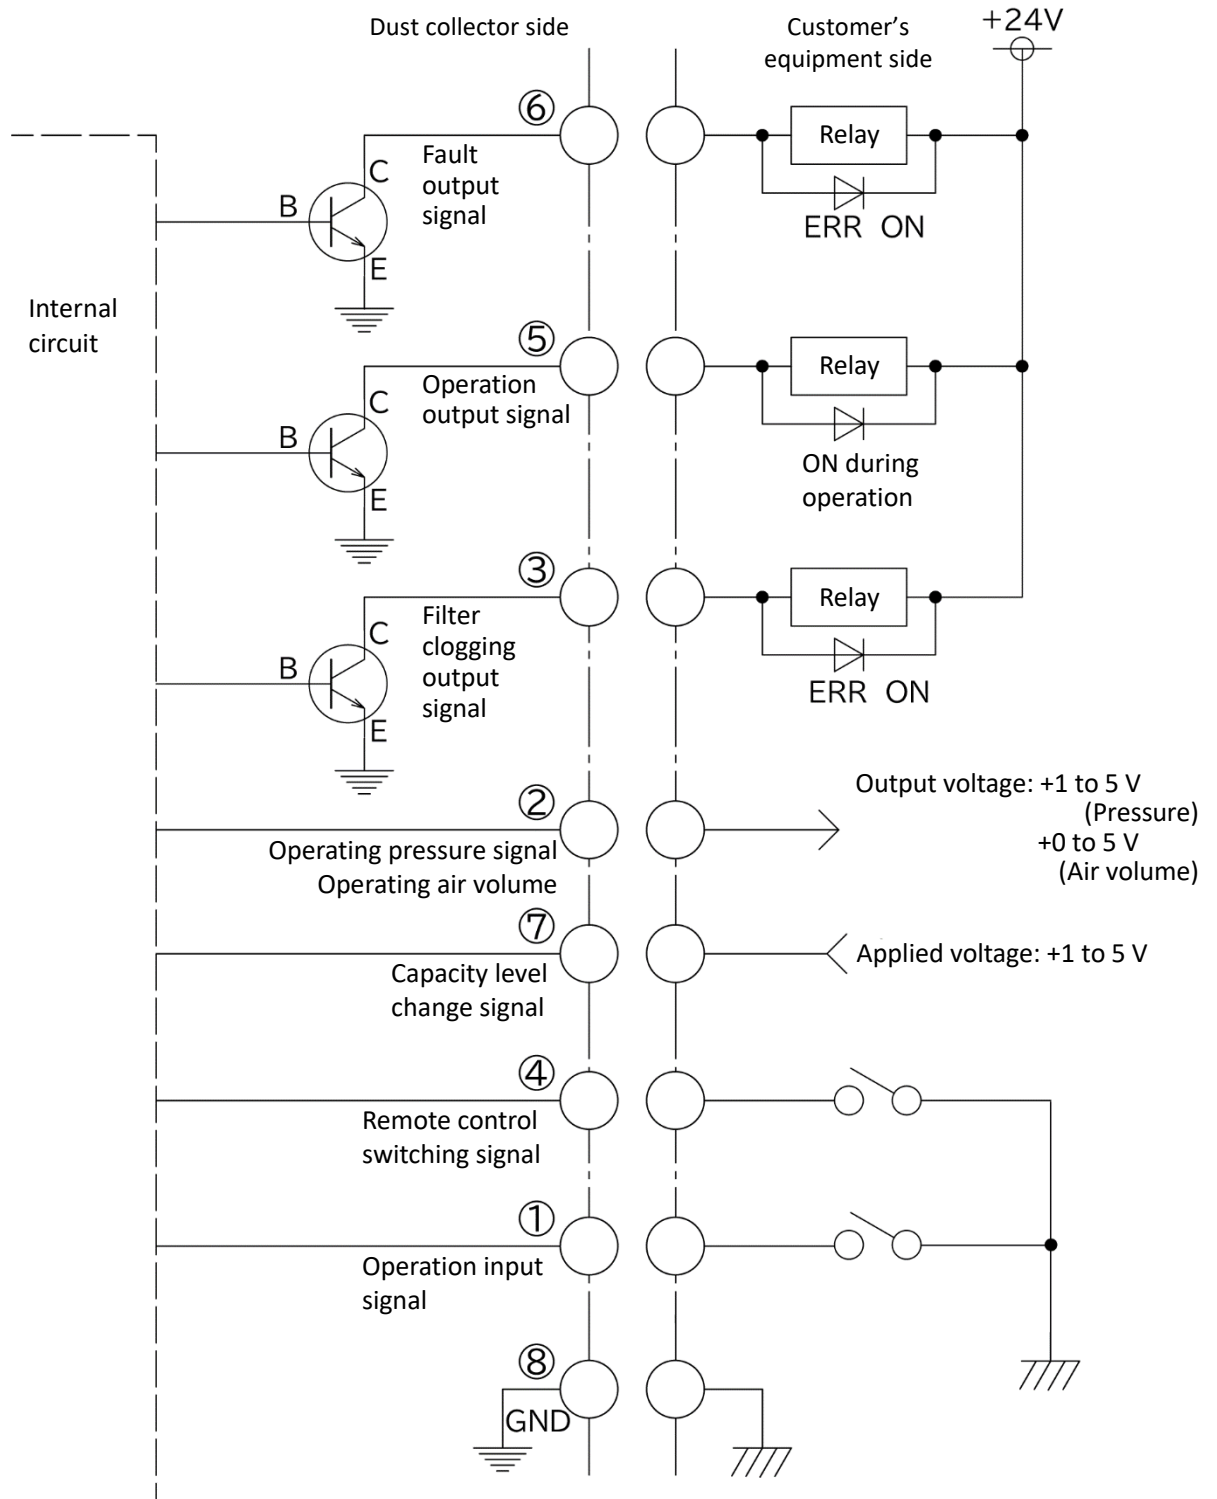 Dust collector side
Customer's
equipment side
+24V
⑥
Relay
Fault
output
signal
C
B
E
ERR ON
Internal
circuit
⑤
Relay
Operation
output signal
C
B
E
ON during
operation
③
Relay
Filter
clogging
output
signal
C
B
E
ERR ON
②
Output voltage: +1 to 5 V
(Pressure)
+0 to 5 V
(Air volume)
Operating pressure signal
Operating air volume
⑦
Applied voltage: +1 to 5 V
Capacity level
change signal
④
Remote control
switching signal
①
Operation input
signal
⑧
GND